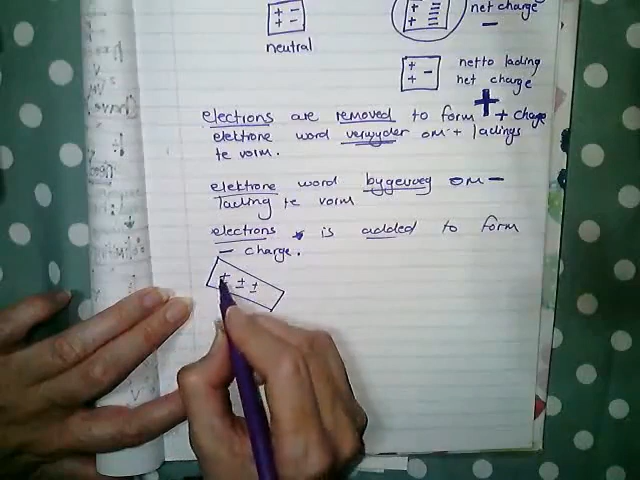 net charge
−
+ −
+ −
neutral
+
+ −
netto lading
net charge
elections are removed to form + + charge
elektrone word verwyder om + ladings
te vorm.
elektrone word bygevoeg om −
lading te vorm
electrons is added to form
− charge.
+ ± ±